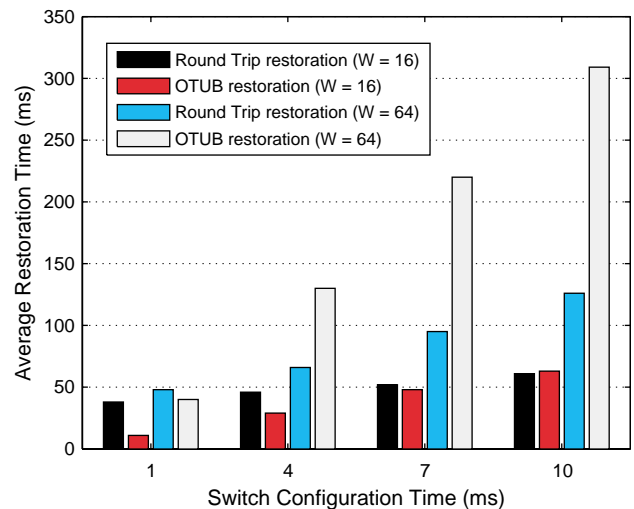 350
300
250
200
150
100
50
0
Average Restoration Time (ms)
Round Trip restoration (W = 16)
OTUB restoration (W = 16)
Round Trip restoration (W = 64)
OTUB restoration (W = 64)
1 4 7 10
Switch Configuration Time (ms)